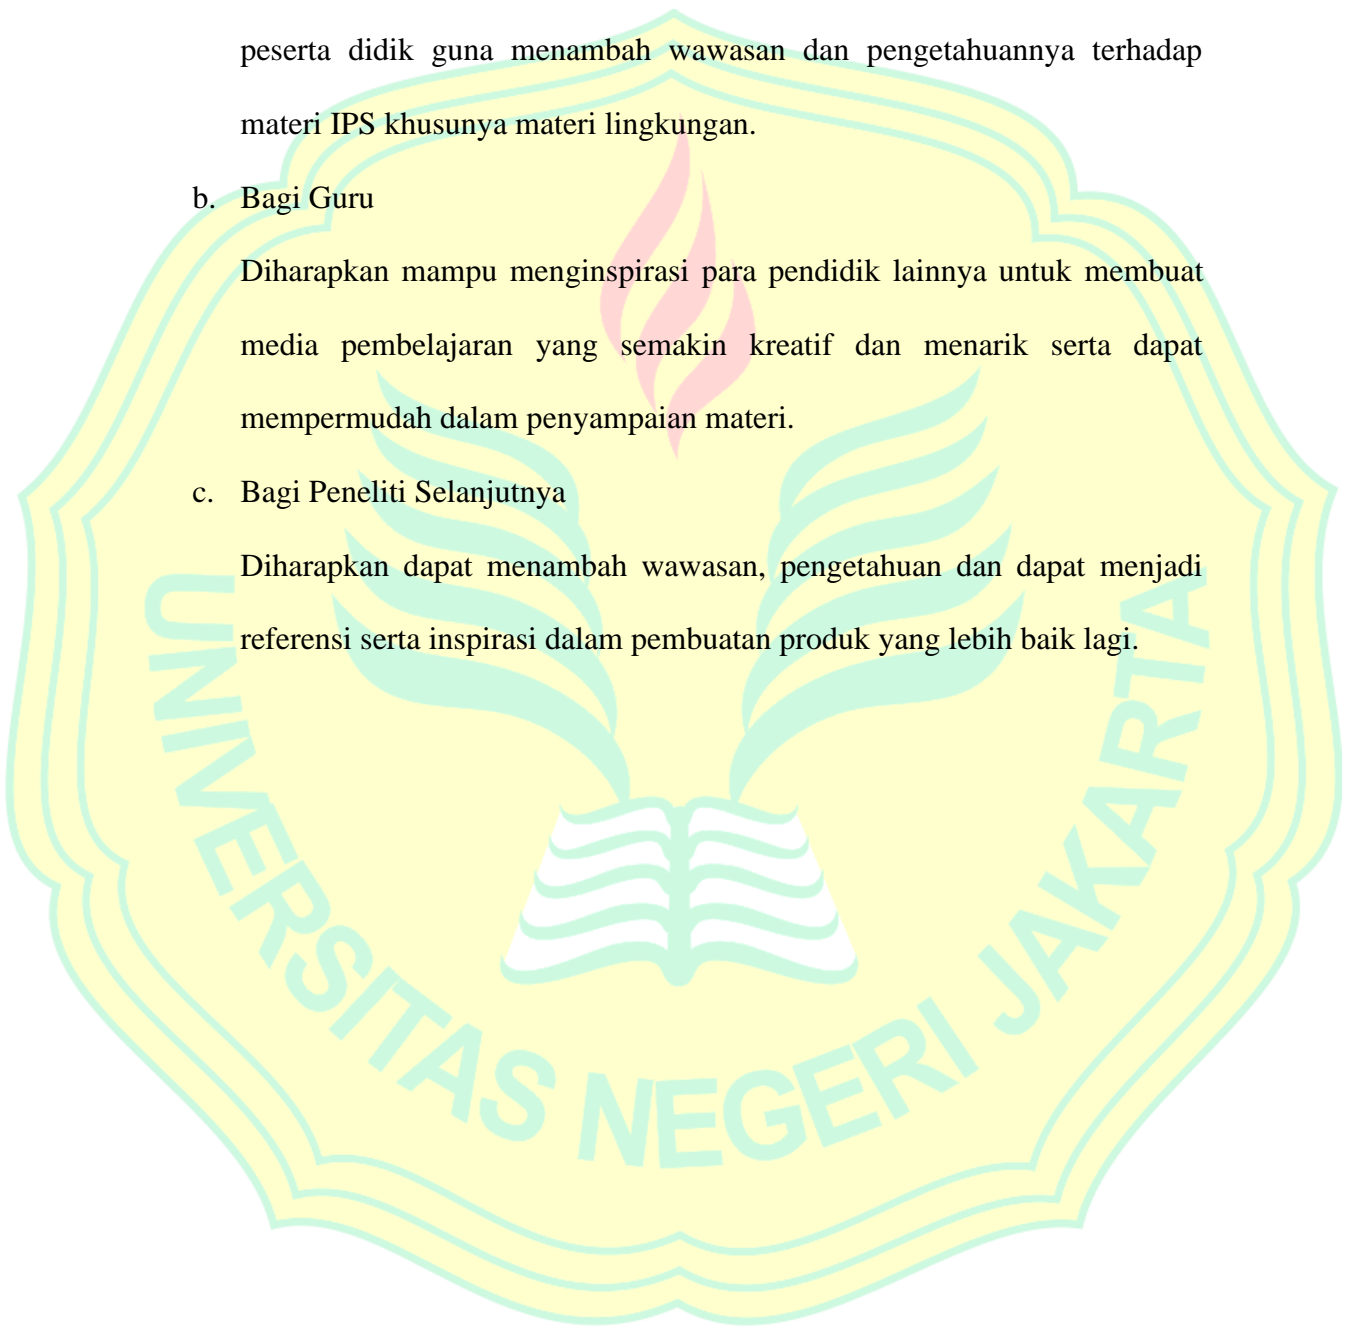 peserta didik guna menambah wawasan dan pengetahuannya terhadap
materi IPS khusunya materi lingkungan.
b. Bagi Guru
Diharapkan mampu menginspirasi para pendidik lainnya untuk membuat
media pembelajaran yang semakin kreatif dan menarik serta dapat
mempermudah dalam penyampaian materi.
c. Bagi Peneliti Selanjutnya
Diharapkan dapat menambah wawasan, pengetahuan dan dapat menjadi
referensi serta inspirasi dalam pembuatan produk yang lebih baik lagi.
UNIVERSITAS NEGERI JAKARTA